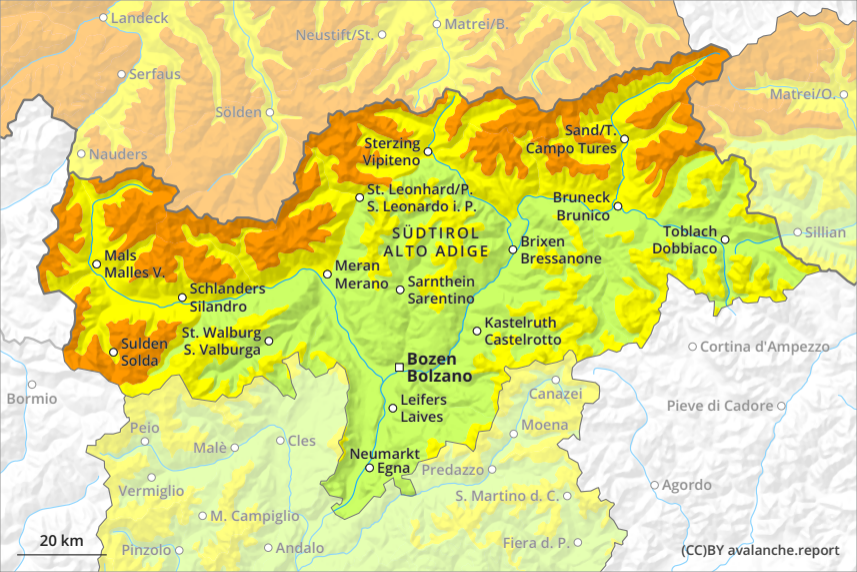 Landeck
Matrei/B.
Neustift/St.
Serfaus
Matrei/O.
Sölden
Sterzing
Vipiteno
Sand/T.
Campo Tures
Nauders
St. Leonhard/P.
S. Leonardo i. P.
Bruneck
Brunico
SÜDTIROL
ALTO ADIGE
Toblach
Dobbiaco
Sillian
Brixen
Bressanone
Mals
Malles V.
Meran
Merano
Schlanders
Silandro
Sarnthein
Sarentino
St. Walburg
S. Valburga
Kastelruth
Castelrotto
Sulden
Solda
Cortina d'Ampezzo
Bozen
Bolzano
Bormio
Canazei
Leifers
Laives
Pieve di Cadore
Peio
Moena
Malè
Cles
Neumarkt
Egna
Predazzo
Vermiglio
Agordo
S. Martino d. C.
M. Campiglio
20 km
Pinzolo
Andalo
Fiera d. P.
(CC)BY avalanche.report